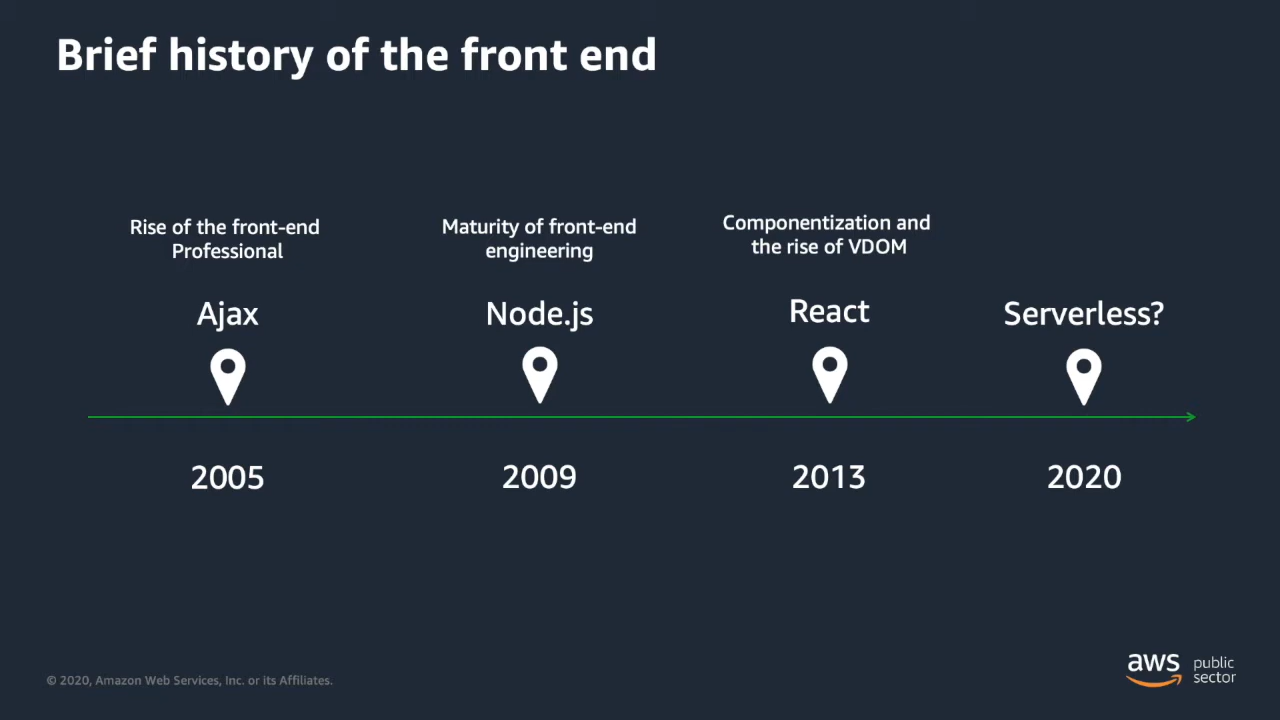 Brief history of the front end
Rise of the front-end
Professional
Ajax
2005
Maturity of front-end
engineering
Node.js
2009
Componentization and
the rise of VDOM
React
2013
Serverless?
2020
© 2020, Amazon Web Services, Inc. or its Affiliates.
aws public
sector